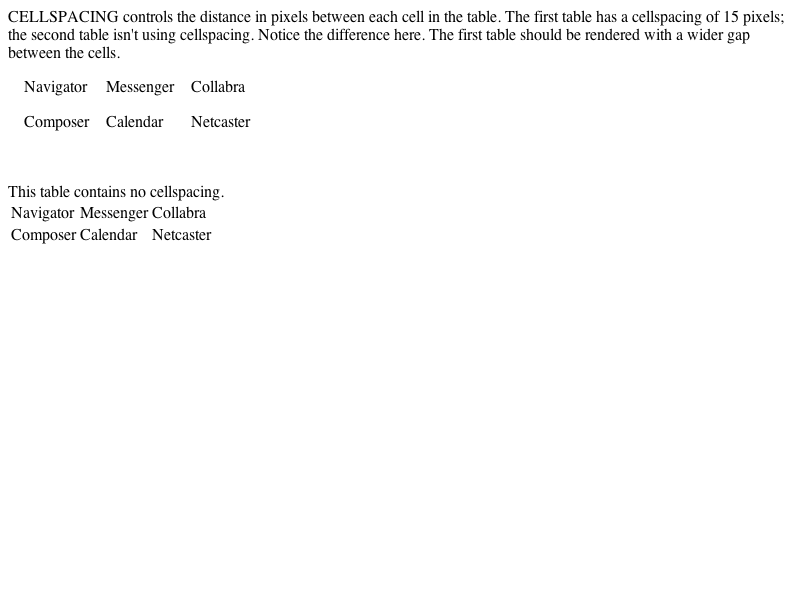 CELLSPACING controls the distance in pixels between each cell in the table. The first table has a cellspacing of 15 pixels;
the second table isn't using cellspacing. Notice the difference here. The first table should be rendered with a wider gap
between the cells.
Navigator Messenger Collabra
Composer Calendar Netcaster
This table contains no cellspacing.
Navigator Messenger Collabra
Composer Calendar Netcaster